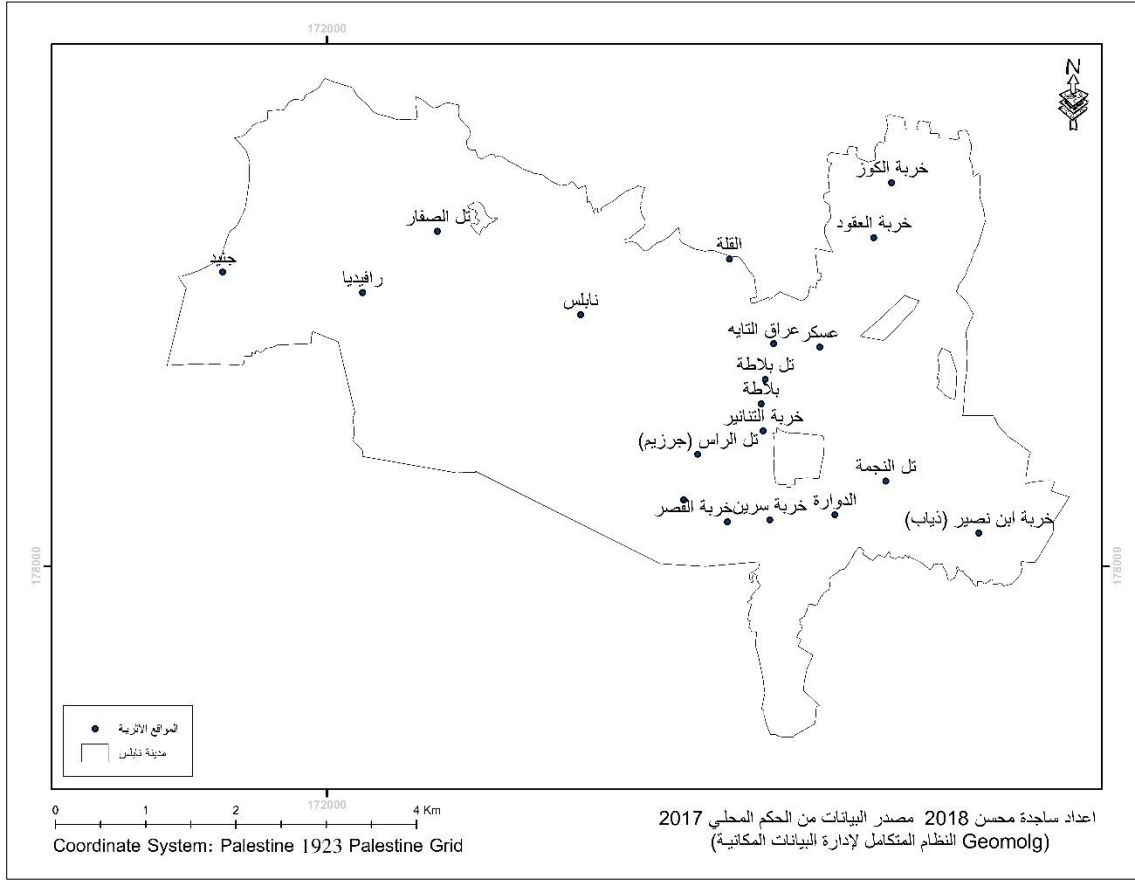 172000
N
خربة الكوز
تل الصفار
خربة العقود
القلة
جنيد
رافيديا
نابلس
عراق التايه
عسكر
تل بلاطة
بلاطة
خربة التنانير
تل الراس (جرزيم)
تل النجمة
الدوارة
خربة سرين
خربة القصر
خربة ابن نصير (ذياب)
178000
178000
المواقع الأثرية
مدينة نابلس
172000
0 1 2 4 Km
Coordinate System: Palestine 1923 Palestine Grid
اعداد ساجدة محسن 2018 مصدر البيانات من الحكم المحلي 2017
(Geomolg النظام المتكامل لإدارة البيانات المكانية)